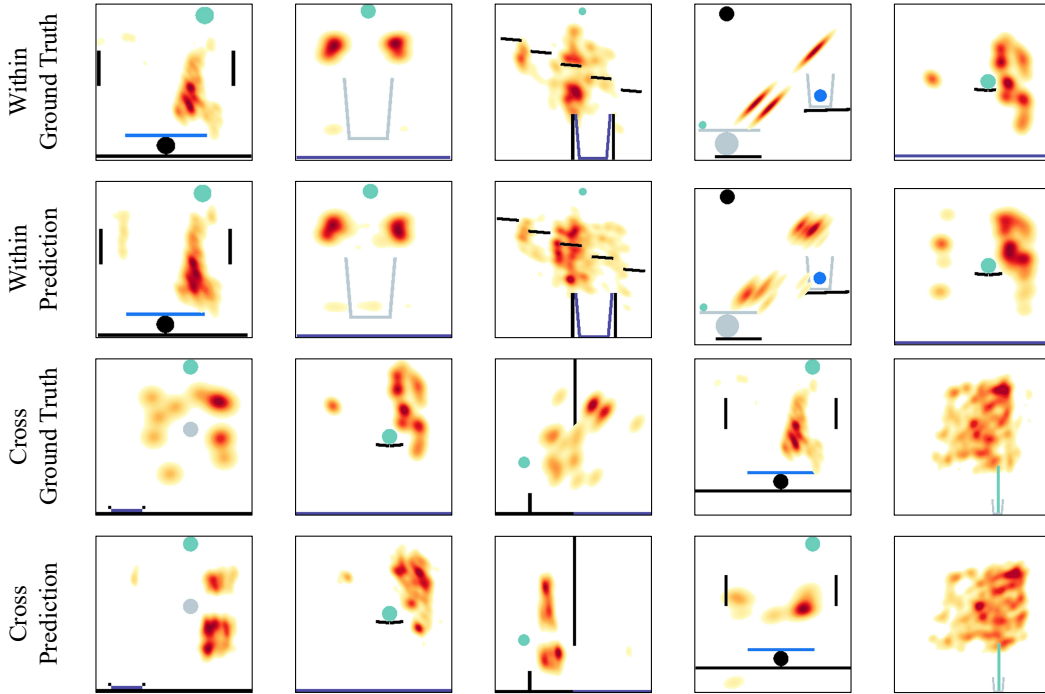 Within
Ground Truth
Within
Prediction
Cross
Ground Truth
Cross
Prediction